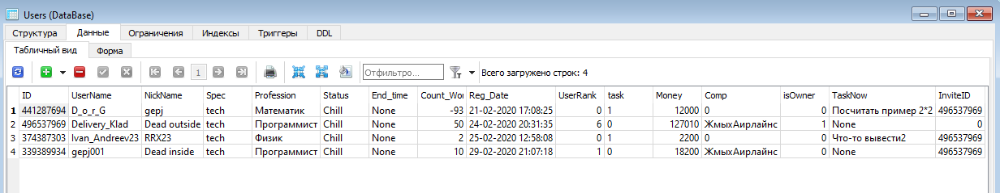 Users (DataBase)
Структура Данные Ограничения Индексы Триггеры DDL
Табличный вид Форма
1 Отфильтро... T Всего загружено строк: 4
ID UserName NickName Spec Profession Status End_time Count_Wor Reg_Date UserRank task Money Comp isOwner TaskNow InviteID
1 441287694 D_o_r_G gepj tech Математик Chill None -93 21-02-2020 17:08:25 0 1 12000 0 0 Посчитать пример 2*2 496537969
2 496537969 Delivery_Klad Dead outside tech Программист Chill None 50 24-02-2020 20:31:35 6 0 127010 ЖмыхАирлайнс 1 None 0
3 374387303 Ivan_Andreev23 RRX23 tech Физик Chill None 2 25-02-2020 12:58:08 0 1 2200 0 0 Что-то вывести2 496537969
4 339389934 gepj001 Dead inside tech Программист Chill None 10 29-02-2020 21:07:18 1 0 18200 ЖмыхАирлайнс 0 None 496537969